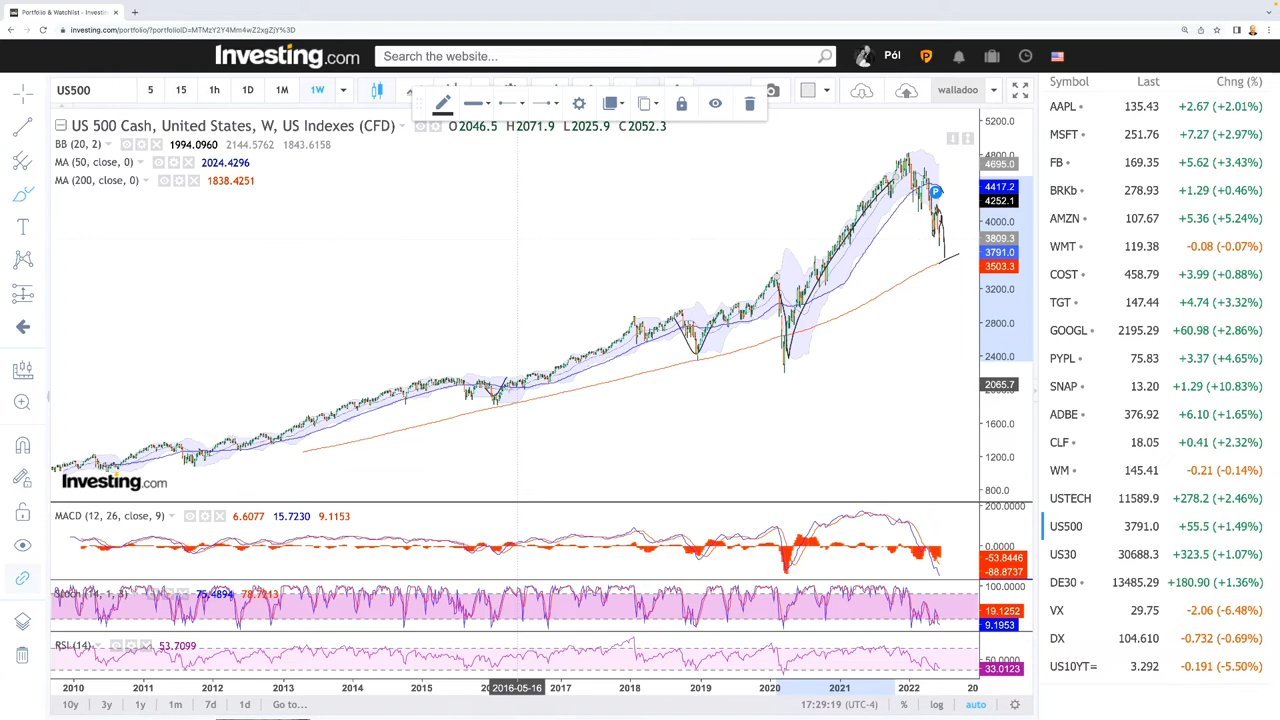 Portfolio & Watchlist - Investin
investing.com/portfolio/?portfolioID=MTMzY2Y4Mm4wZ2xgZjY%3D
Investing.com Search the website... Pól
US500 5 15 1h 1D 1M 1W walladoo
US 500 Cash, United States, W, US Indexes (CFD) O2046.5 H2071.9 L2025.9 C2052.3
BB (20, 2) 1994.0960 2144.5762 1843.6158
MA (50, close, 0) 2024.4296
MA (200, close, 0) 1838.4251
P
5200.0
4800.0
4695.0
4417.2
4252.1
4000.0
3809.3
3791.0
3503.3
3200.0
2800.0
2400.0
2065.7
1600.0
1200.0
800.0
Investing.com
MACD (12, 26, close, 9) 6.6077 15.7230 9.1153
200.0000
0.0000
-53.8446
-88.8737
Stoch (14, 1, 3) 75.4894 78.7213
100.0000
19.1252
9.1953
RSI (14) 53.7099
50.0000
33.0123
2010 2011 2012 2013 2014 2015 2016-05-16 2017 2018 2019 2020 2021 2022 20
10y 3y 1y 1m 7d 1d Go to... 17:29:19 (UTC-4) % log auto
Symbol Last Chng (%)
AAPL 135.43 +2.67 (+2.01%)
MSFT 251.76 +7.27 (+2.97%)
FB 169.35 +5.62 (+3.43%)
BRKb 278.93 +1.29 (+0.46%)
AMZN 107.67 +5.36 (+5.24%)
WMT 119.38 -0.08 (-0.07%)
COST 458.79 +3.99 (+0.88%)
TGT 147.44 +4.74 (+3.32%)
GOOGL 2195.29 +60.98 (+2.86%)
PYPL 75.83 +3.37 (+4.65%)
SNAP 13.20 +1.29 (+10.83%)
ADBE 376.92 +6.10 (+1.65%)
CLF 18.05 +0.41 (+2.32%)
WM 145.41 -0.21 (-0.14%)
USTECH 11589.9 +278.2 (+2.46%)
US500 3791.0 +55.5 (+1.49%)
US30 30688.3 +323.5 (+1.07%)
DE30 13485.29 +180.90 (+1.36%)
VX 29.75 -2.06 (-6.48%)
DX 104.610 -0.732 (-0.69%)
US10YT= 3.292 -0.191 (-5.50%)